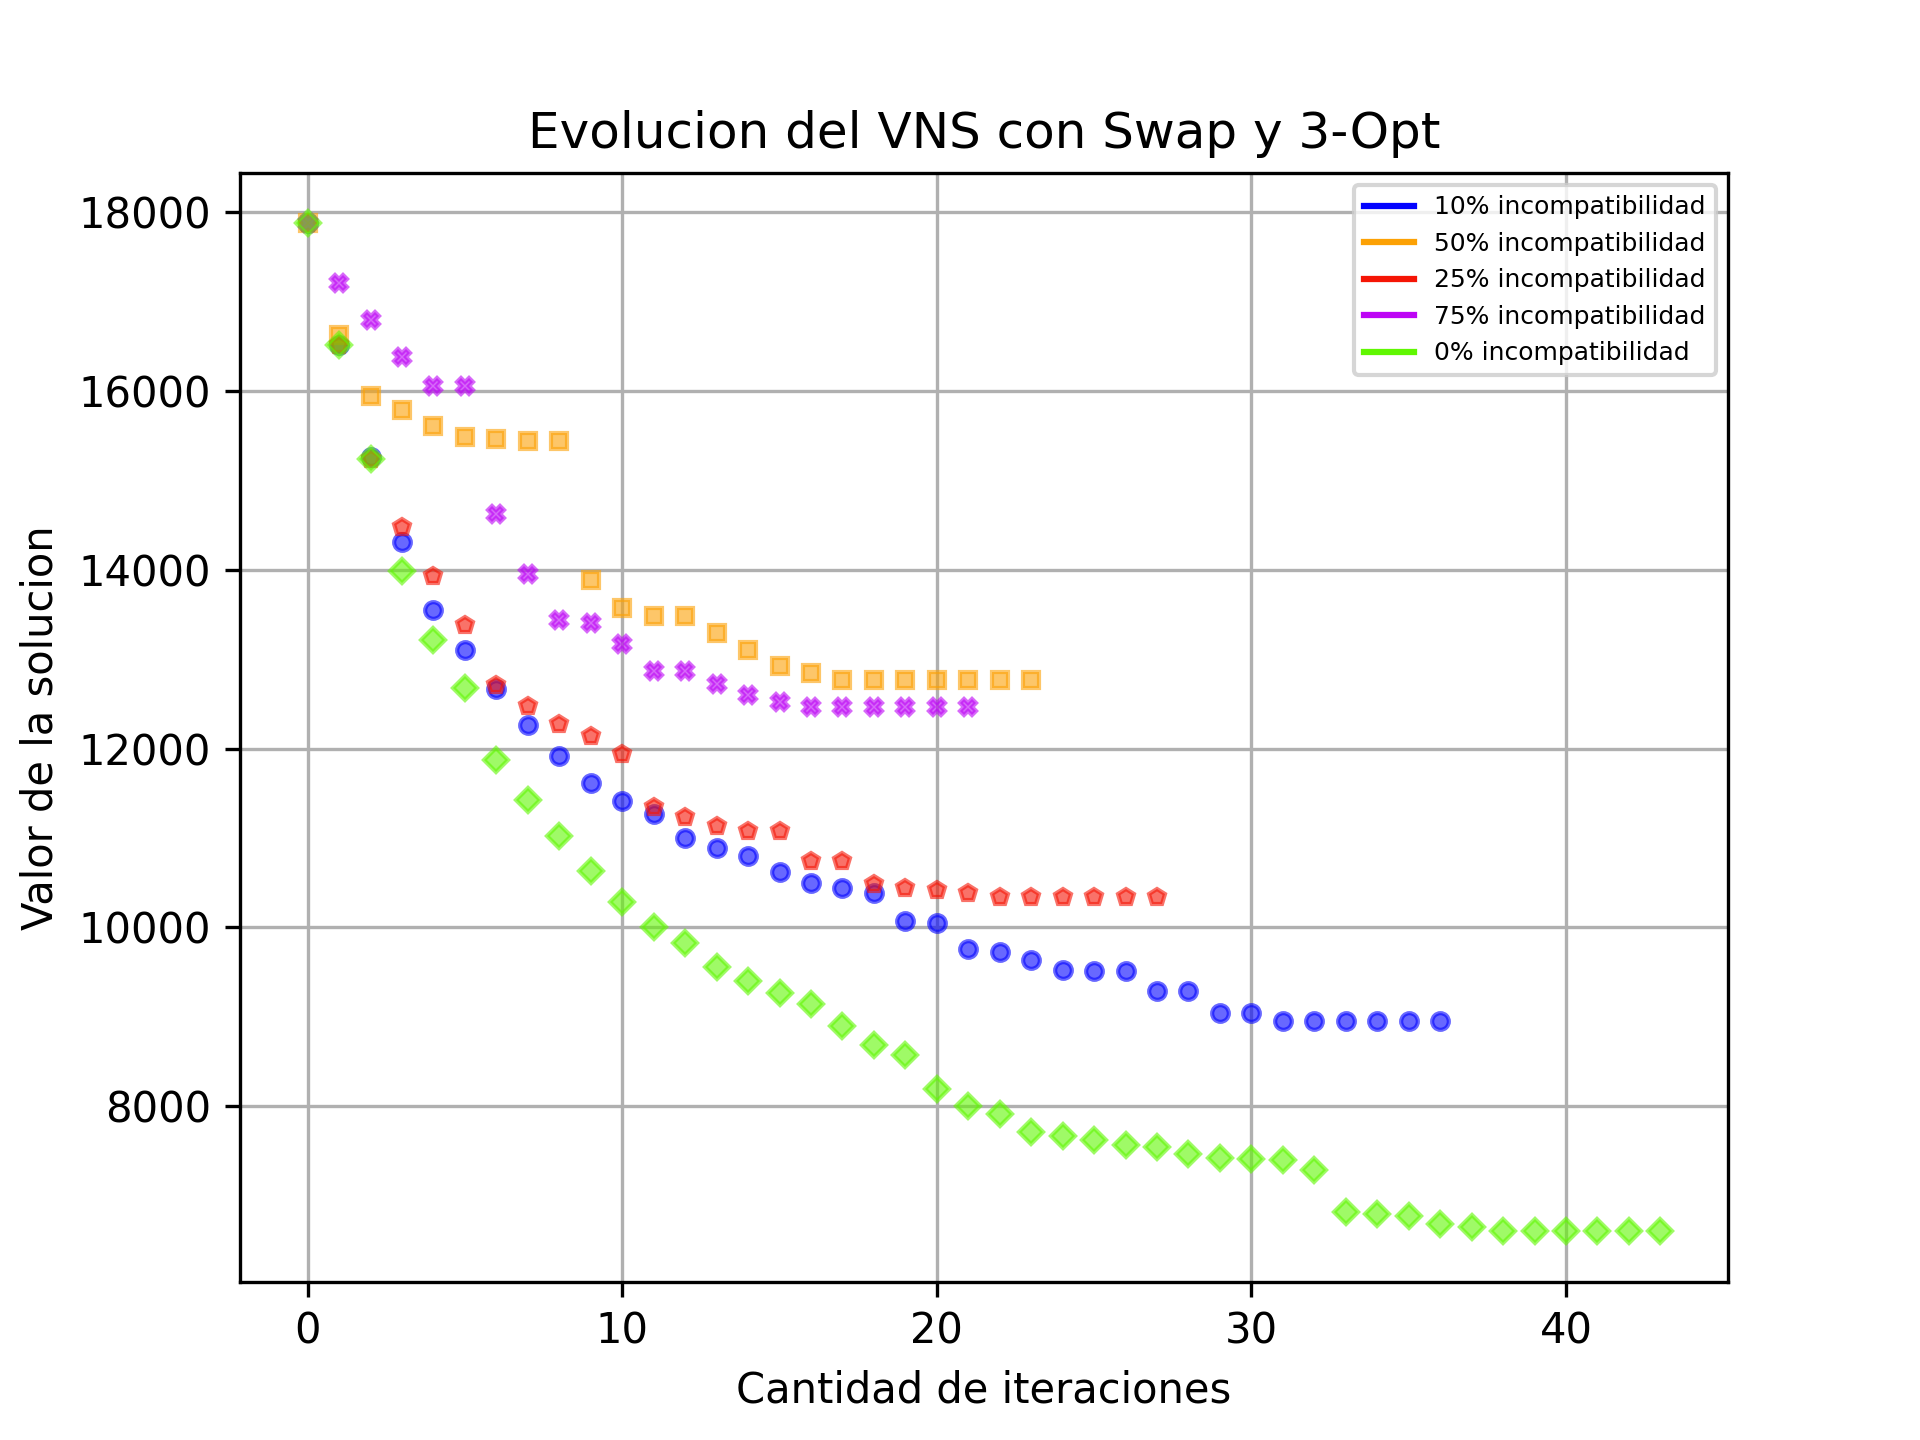 Evolucion del VNS con Swap y 3-Opt
18000
16000
14000
12000
10000
8000
Valor de la solucion
10% incompatibilidad
50% incompatibilidad
25% incompatibilidad
75% incompatibilidad
0% incompatibilidad
0 10 20 30 40
Cantidad de iteraciones